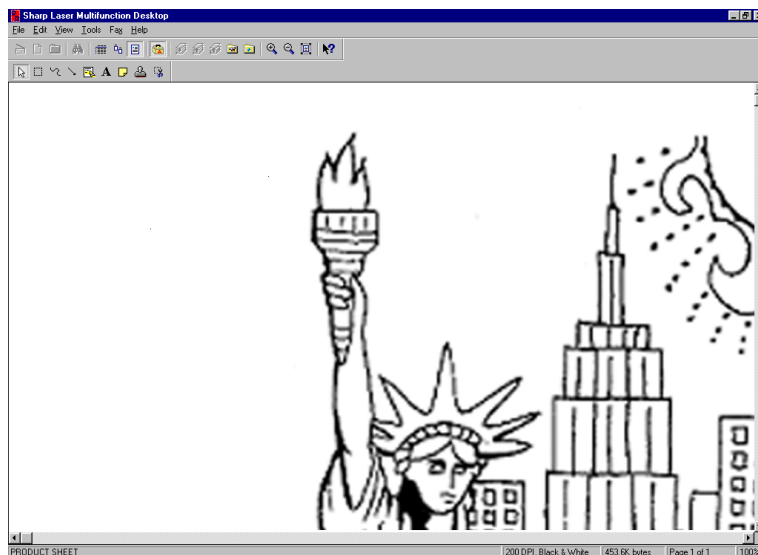 Sharp Laser Multifunction Desktop
File Edit View Tools Fax Help
A
PRODUCT SHEET 200 DPI, Black & White 453.6K bytes Page 1 of 1 100%